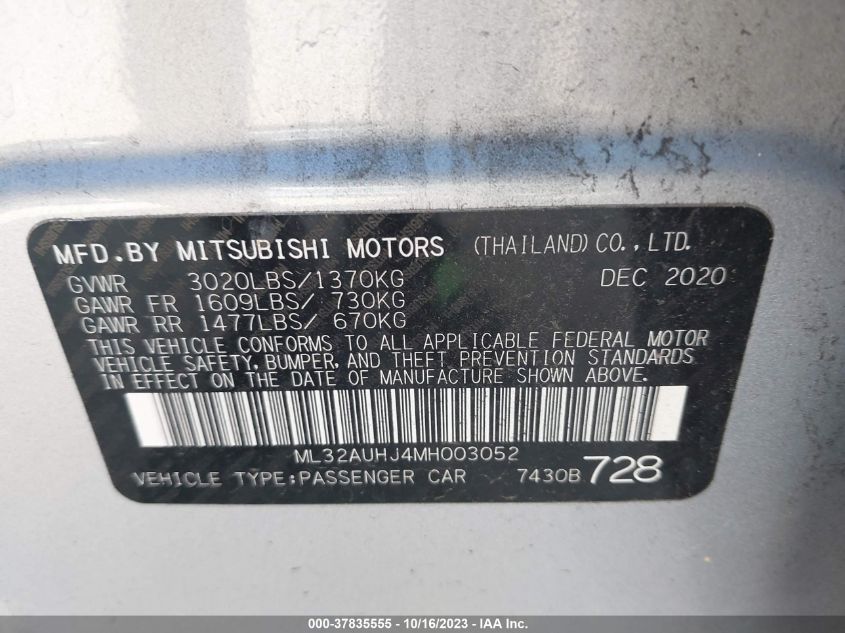 MFD.BY MITSUBISHI MOTORS (THAILAND) CO.,LTD.
GVWR 3020LBS/1370KG DEC 2020
GAWR FR 1609LBS/ 730KG
GAWR RR 1477LBS/ 670KG
THIS VEHICLE CONFORMS TO ALL APPLICABLE FEDERAL MOTOR
VEHICLE SAFETY, BUMPER, AND THEFT PREVENTION STANDARDS
IN EFFECT ON THE DATE OF MANUFACTURE SHOWN ABOVE.
ML32AUHJ4MH003052
VEHICLE TYPE:PASSENGER CAR 7430B 728
000-37835555 - 10/16/2023 - IAA Inc.